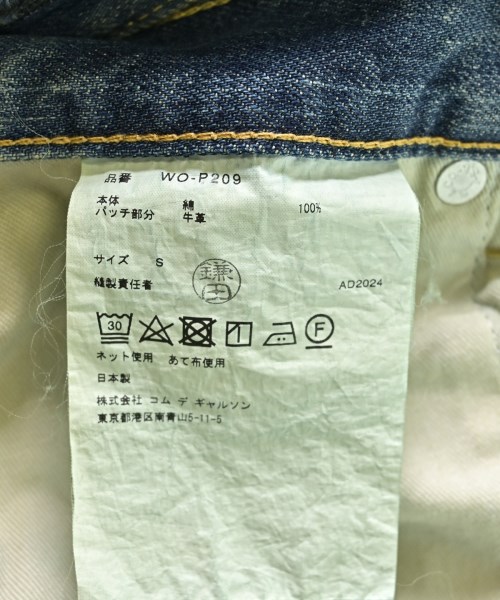 品番 WO-P209
本体 綿 100%
パッチ部分 牛革
サイズ S
縫製責任者 鎌田 AD2024
30 F
ネット使用 あて布使用
日本製
株式会社 コム デ ギャルソン
東京都港区南青山5-11-5